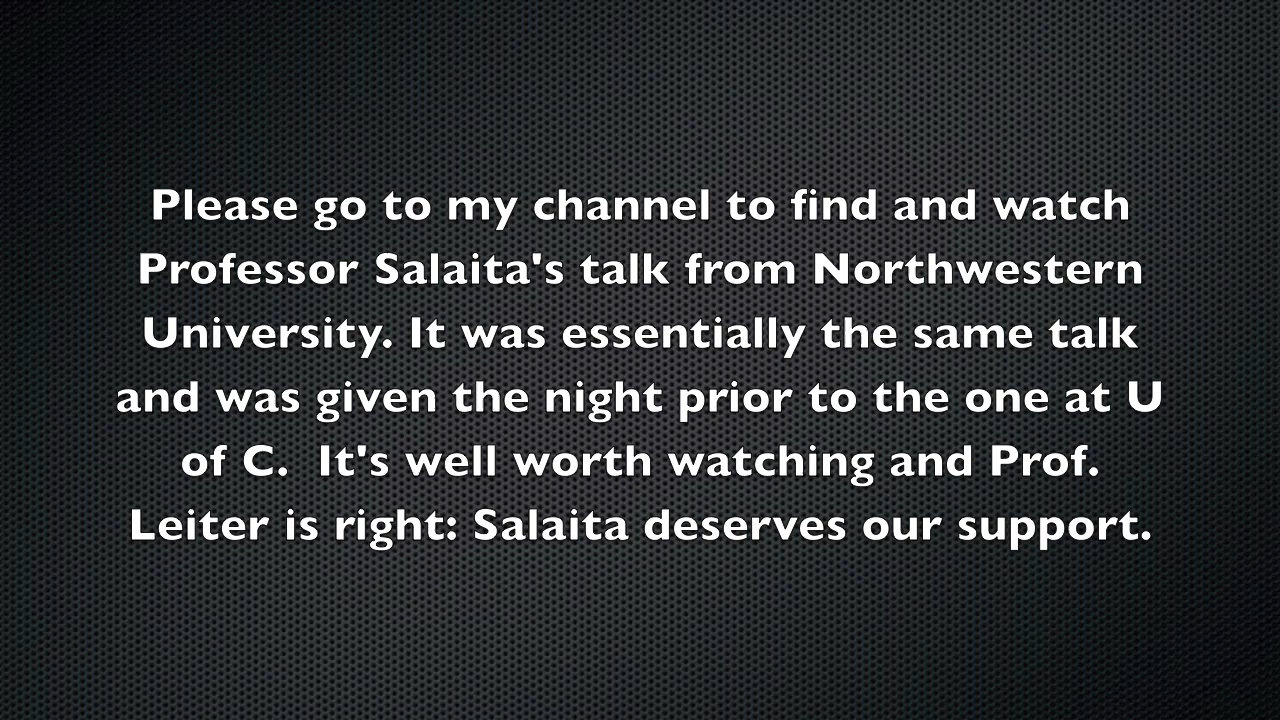 Please go to my channel to find and watch
Professor Salaita's talk from Northwestern
University. It was essentially the same talk
and was given the night prior to the one at U
of C.  It's well worth watching and Prof.
Leiter is right: Salaita deserves our support.